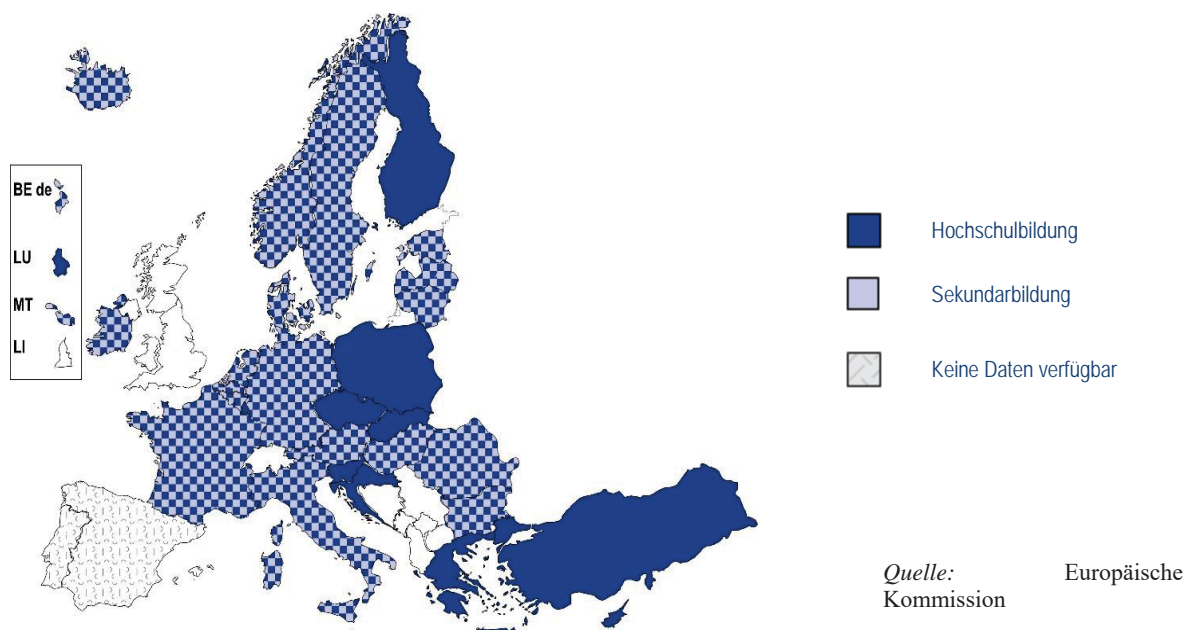 BE de
LU
MT
LI
Hochschulbildung
Sekundarbildung
Keine Daten verfügbar
Quelle: Europäische
Kommission